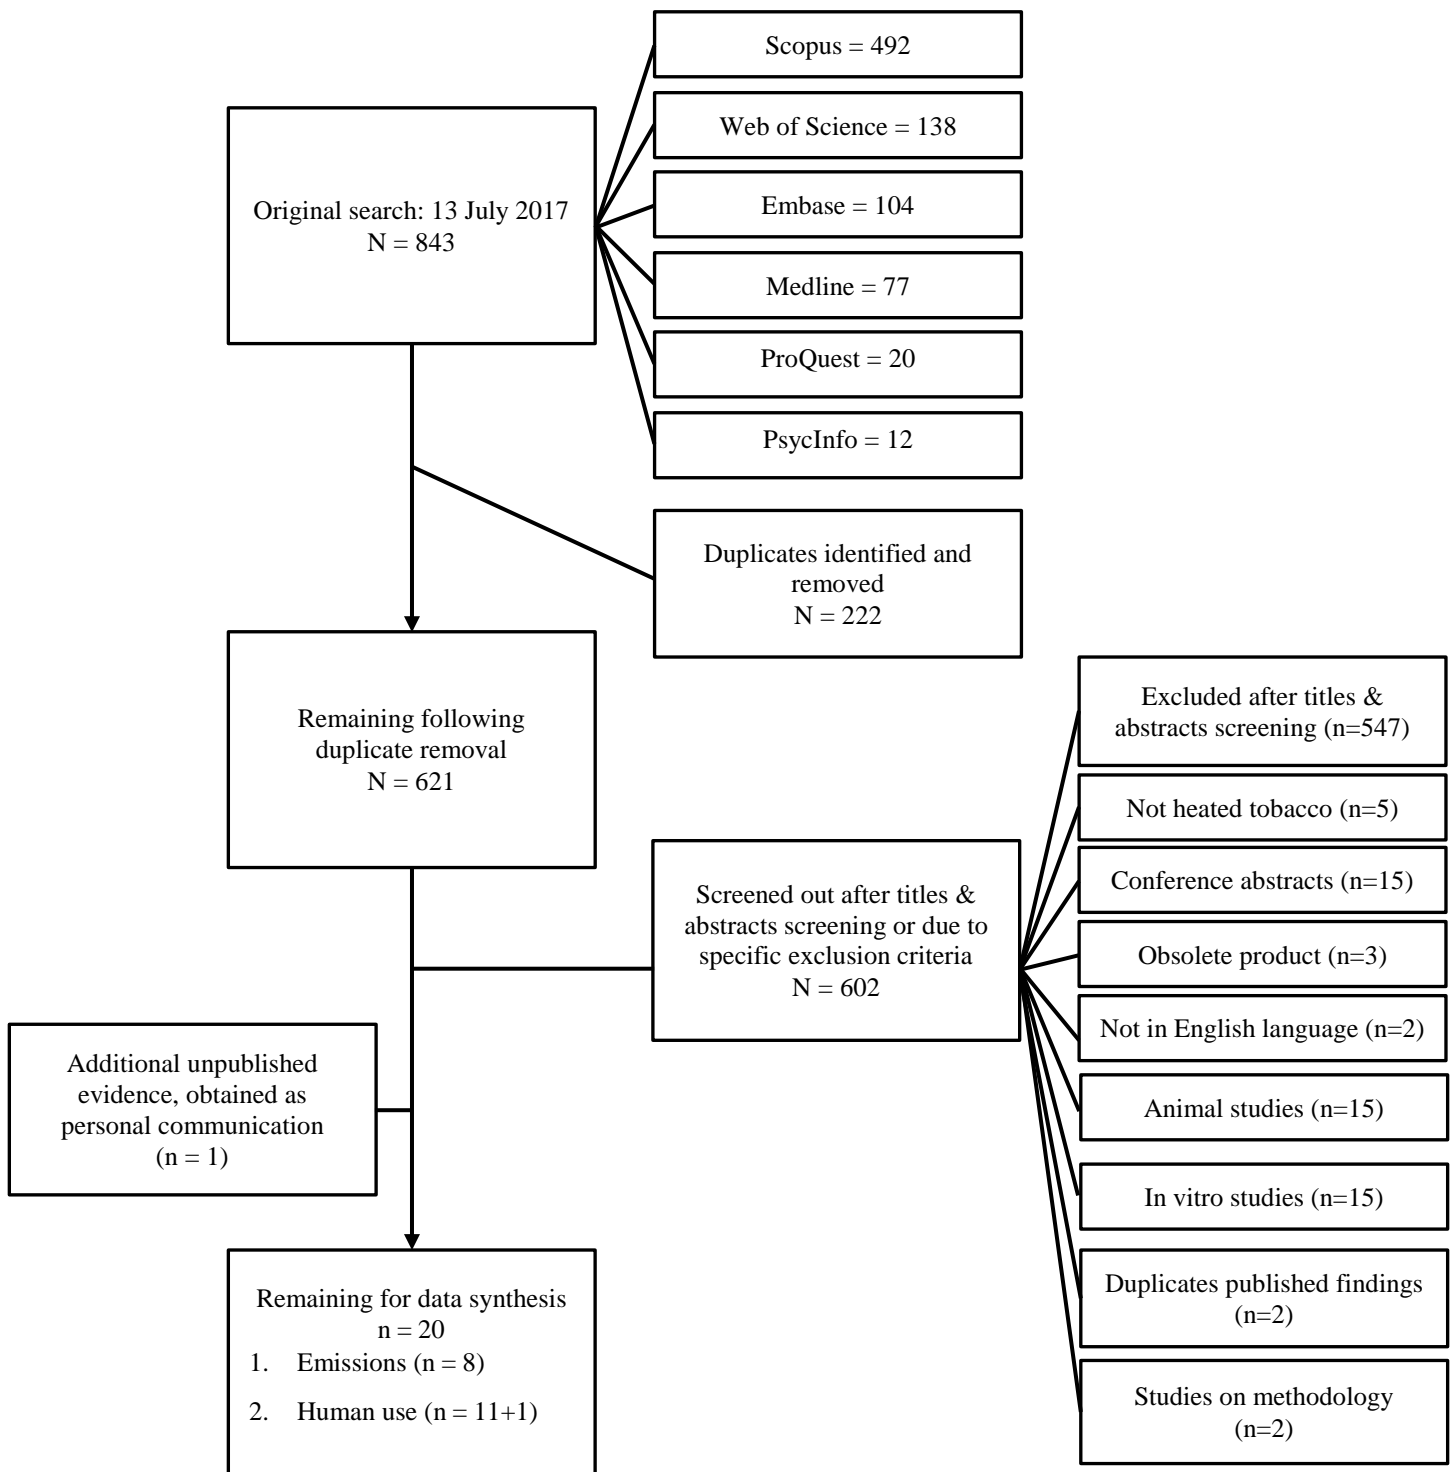 Original search: 13 July 2017
N = 843
Scopus = 492
Web of Science = 138
Embase = 104
Medline = 77
ProQuest = 20
PsycInfo = 12
Duplicates identified and
removed
N = 222
Remaining following
duplicate removal
N = 621
Screened out after titles &
abstracts screening or due to
specific exclusion criteria
N = 602
Excluded after titles &
abstracts screening (n=547)
Not heated tobacco (n=5)
Conference abstracts (n=15)
Obsolete product (n=3)
Not in English language (n=2)
Animal studies (n=15)
In vitro studies (n=15)
Duplicates published findings
(n=2)
Studies on methodology
(n=2)
Additional unpublished
evidence, obtained as
personal communication
(n = 1)
Remaining for data synthesis
n = 20
1. Emissions (n = 8)
2. Human use (n = 11+1)